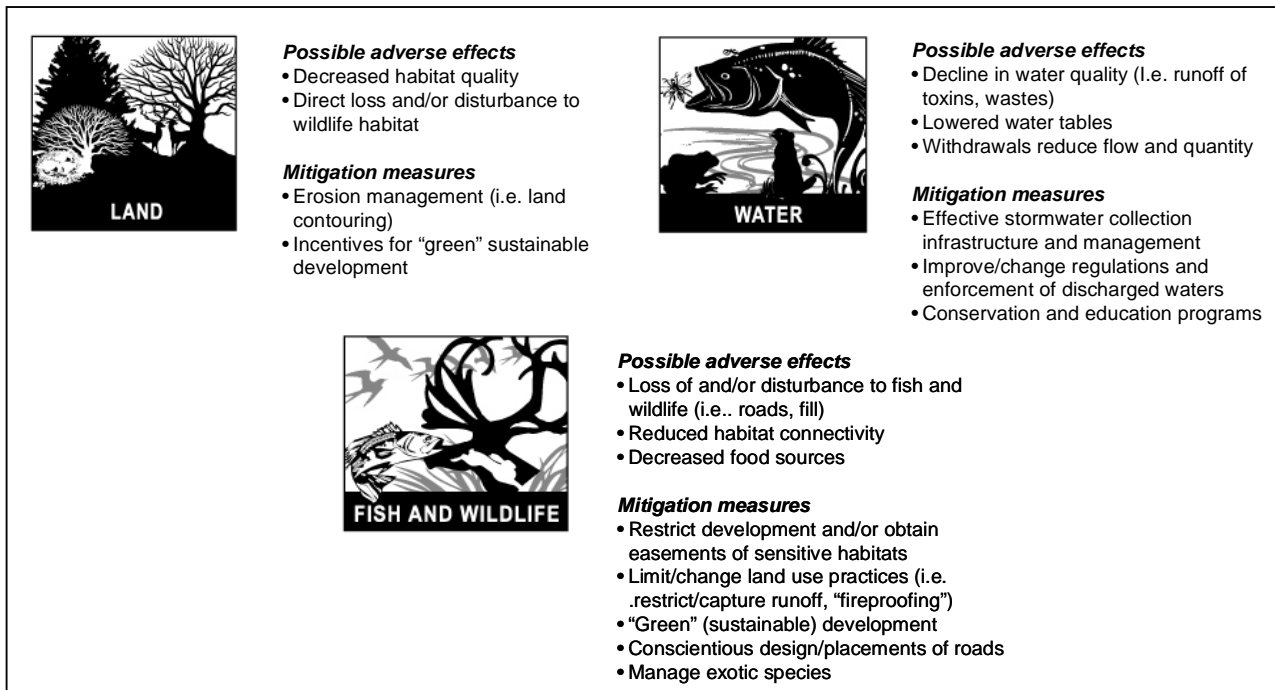 LAND
Possible adverse effects
• Decreased habitat quality
• Direct loss and/or disturbance to
wildlife habitat
Mitigation measures
• Erosion management (i.e. land
contouring)
• Incentives for “green” sustainable
development
WATER
Possible adverse effects
• Decline in water quality (I.e. runoff of
toxins, wastes)
• Lowered water tables
• Withdrawals reduce flow and quantity
Mitigation measures
• Effective stormwater collection
infrastructure and management
• Improve/change regulations and
enforcement of discharged waters
• Conservation and education programs
FISH AND WILDLIFE
Possible adverse effects
• Loss of and/or disturbance to fish and
wildlife (i.e.. roads, fill)
• Reduced habitat connectivity
• Decreased food sources
Mitigation measures
• Restrict development and/or obtain
easements of sensitive habitats
• Limit/change land use practices (i.e.
.restrict/capture runoff, “fireproofing”)
• “Green” (sustainable) development
• Conscientious design/placements of roads
• Manage exotic species